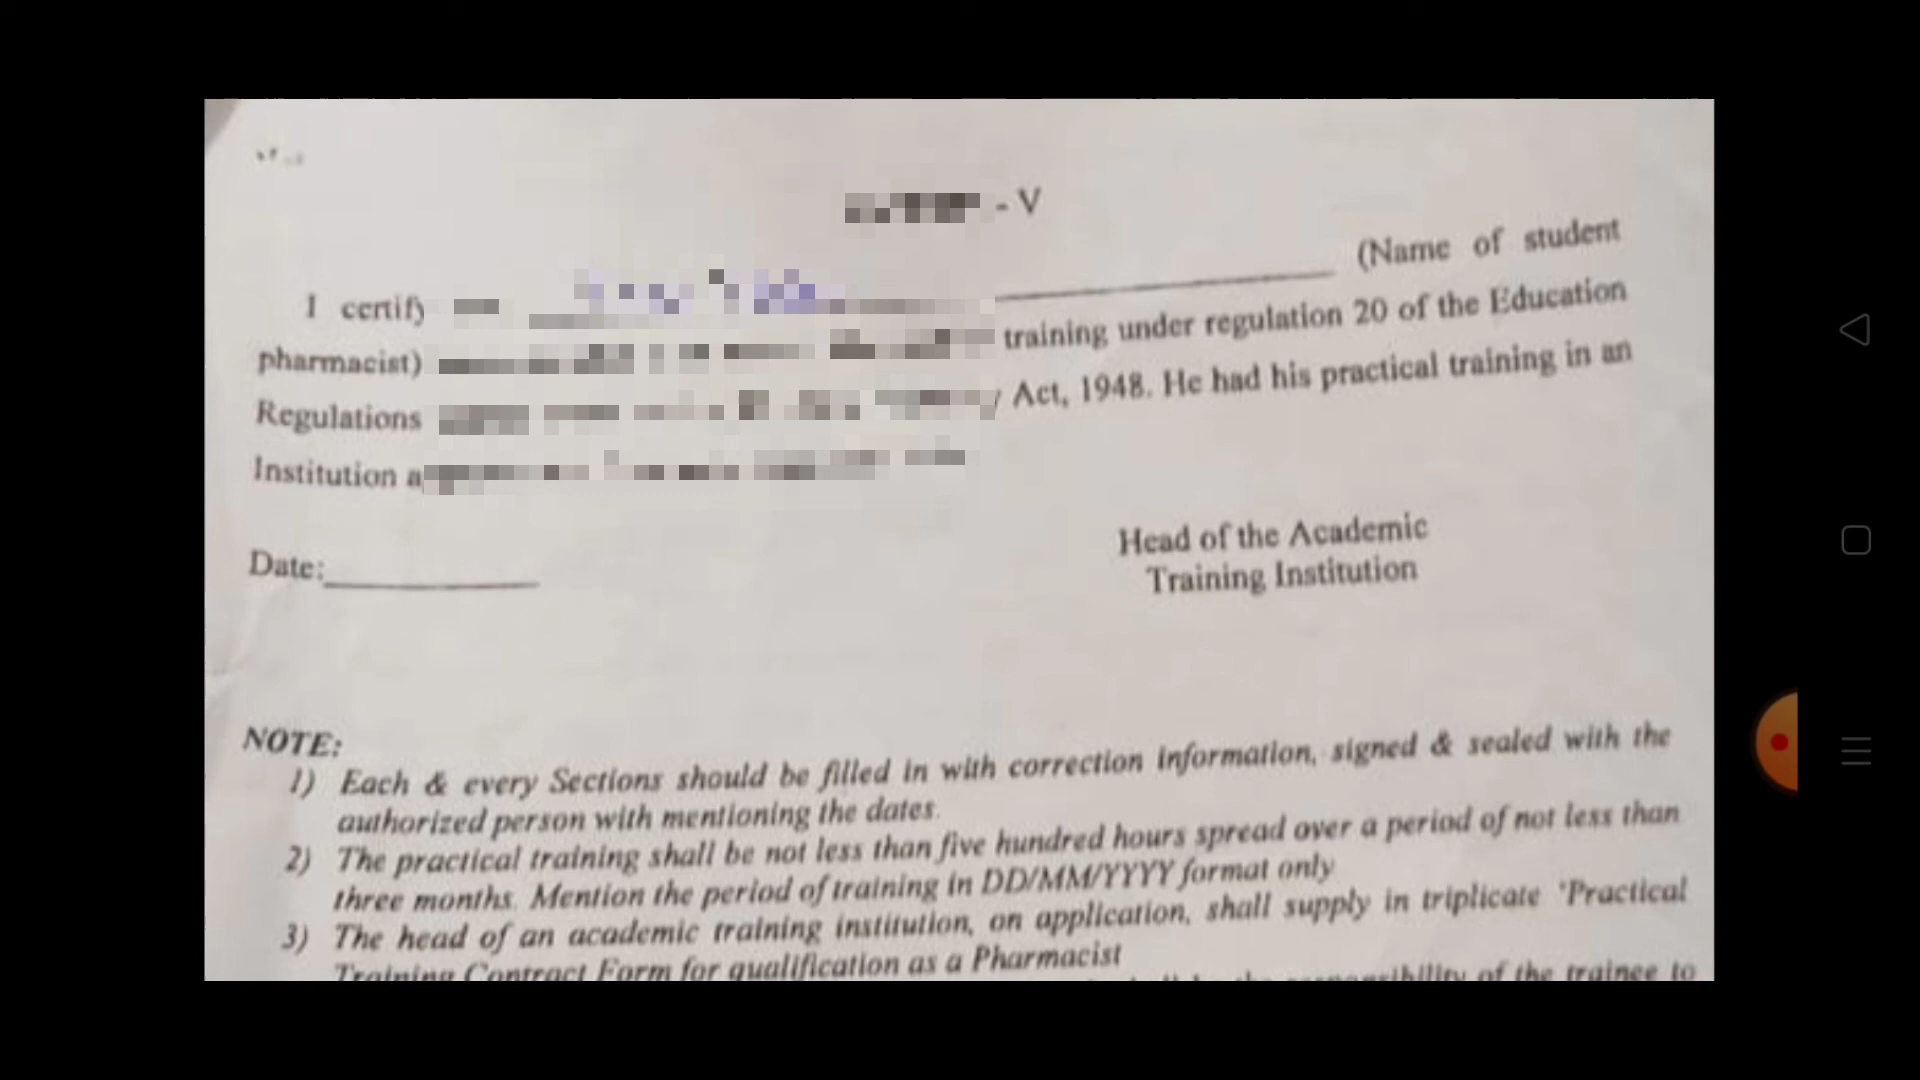 - V
I certify (Name of student
pharmacist) training under regulation 20 of the Education
Regulations Act, 1948. He had his practical training in an
Institution
Date:
Head of the Academic
Training Institution
NOTE:
1) Each & every Sections should be filled in with correction information, signed & sealed with the
authorized person with mentioning the dates.
2) The practical training shall be not less than five hundred hours spread over a period of not less than
three months. Mention the period of training in DD/MM/YYYY format only
3) The head of an academic training institution, on application, shall supply in triplicate 'Practical
Training Contract Form for qualification as a Pharmacist
responsibility of the trainee to